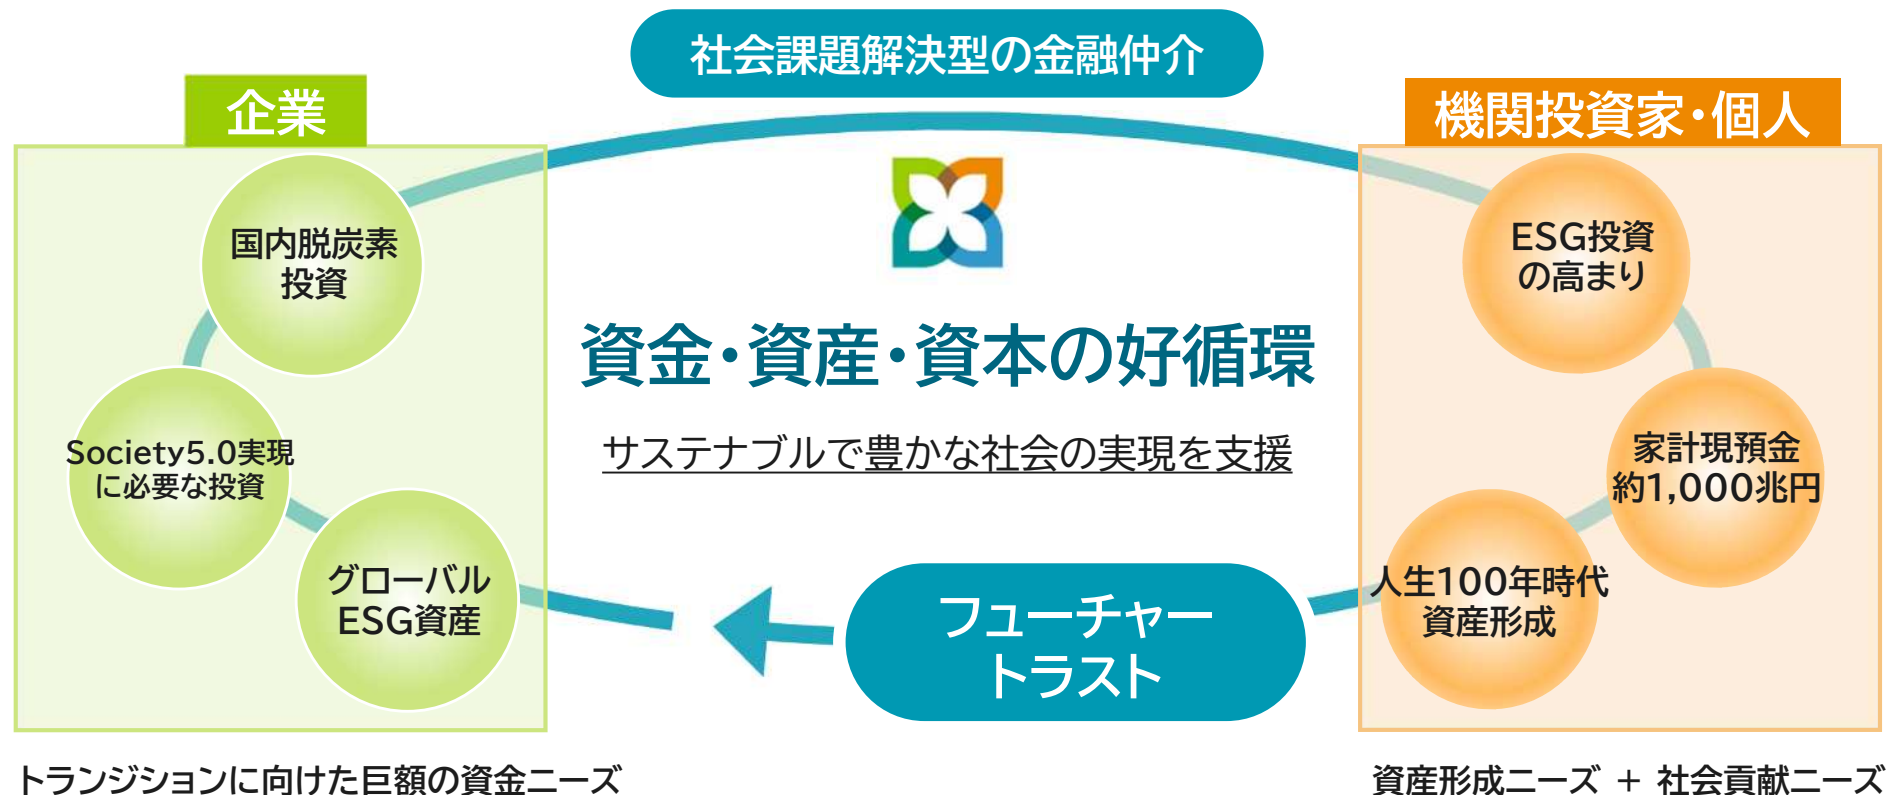 社会課題解決型の金融仲介
企業
機関投資家・個人
国内脱炭素
投資
Society5.0実現
に必要な投資
グローバル
ESG資産
資金・資産・資本の好循環
サステナブルで豊かな社会の実現を支援
フューチャー
トラスト
ESG投資
の高まり
家計現預金
約1,000兆円
人生100年時代
資産形成
トランジションに向けた巨額の資金ニーズ
資産形成ニーズ + 社会貢献ニーズ